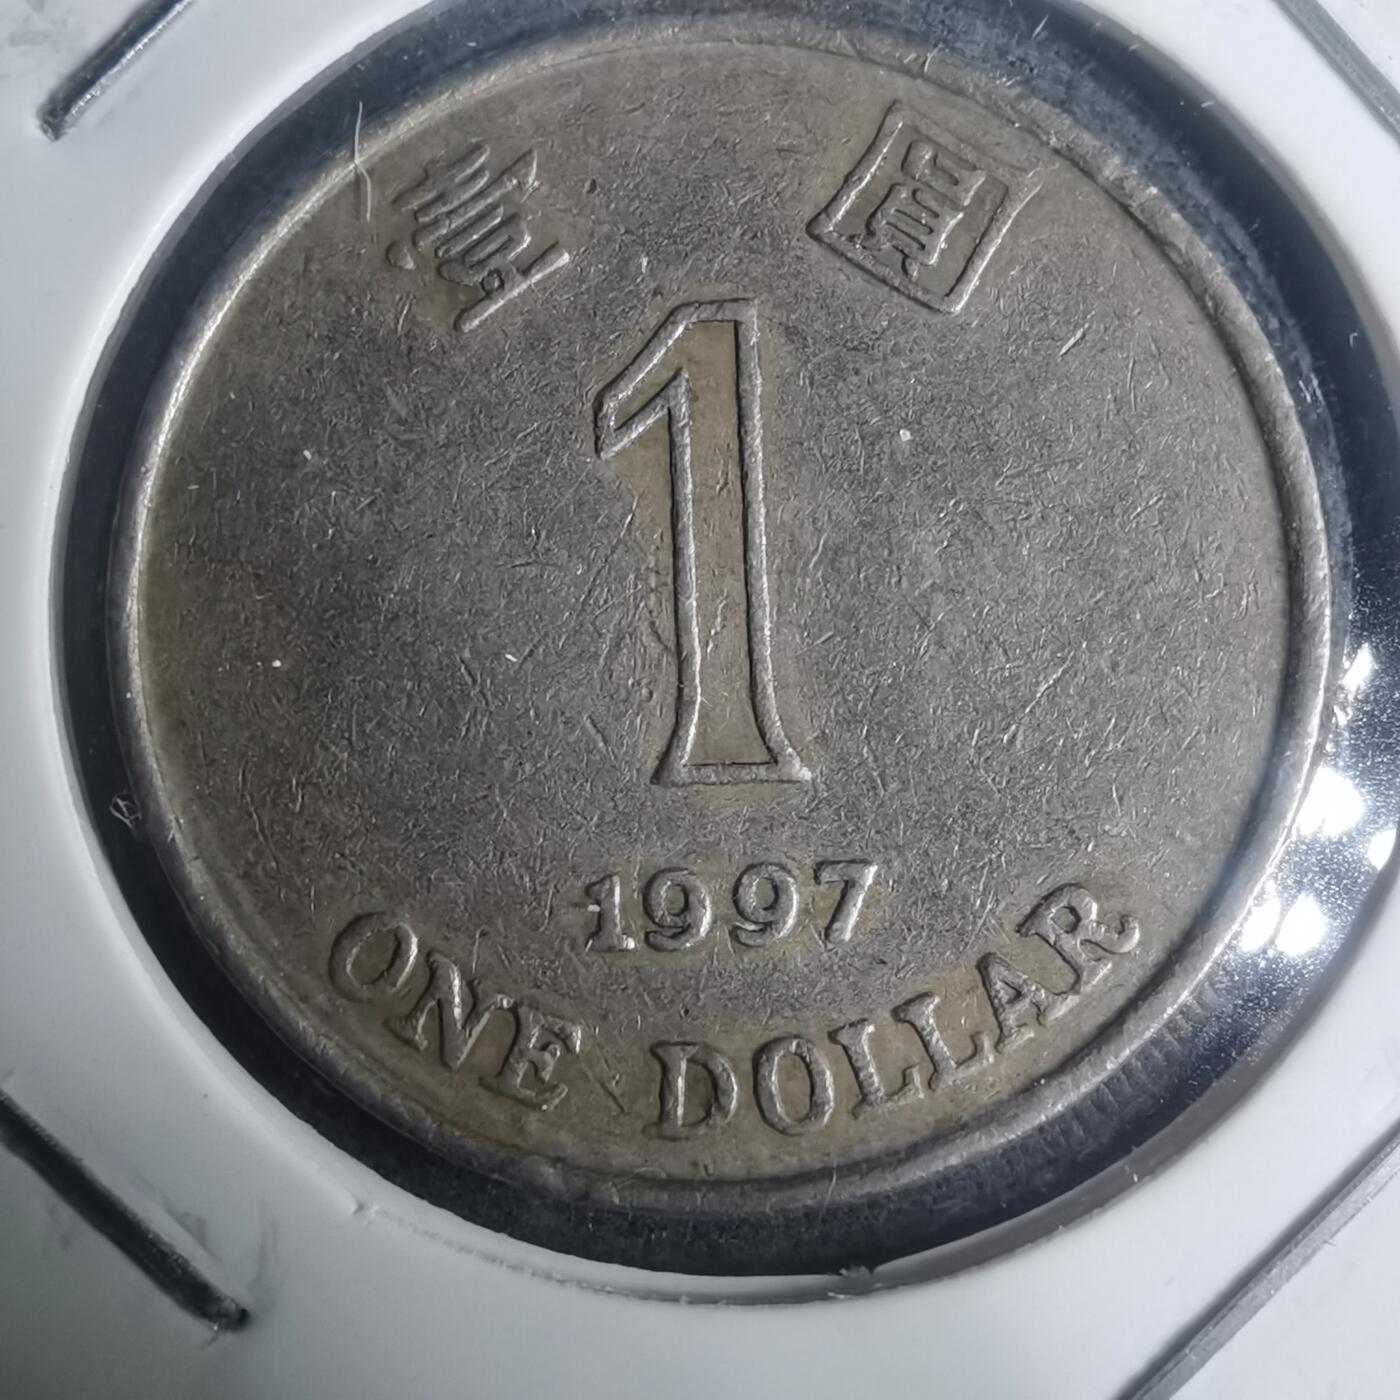 壹 圓
1
1997
ONE DOLLAR